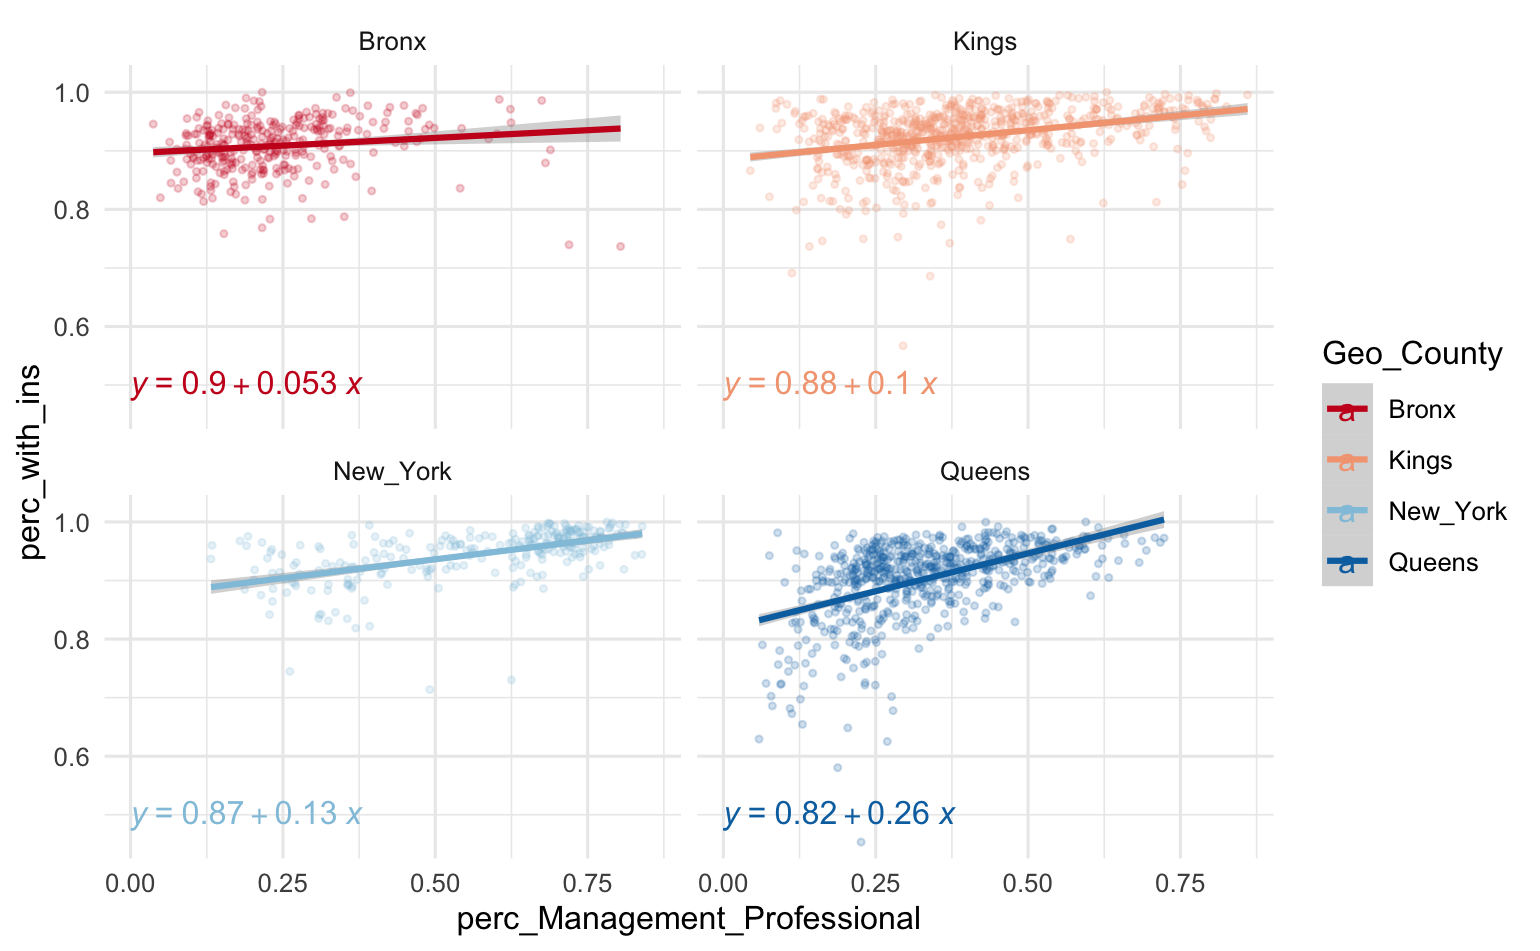 Bronx
Kings
1.0
0.8
0.6
y = 0.9 + 0.053 x
y = 0.88 + 0.1 x
New_York
Queens
1.0
0.8
0.6
y = 0.87 + 0.13 x
y = 0.82 + 0.26 x
0.00 0.25 0.50 0.75
0.00 0.25 0.50 0.75
perc_Management_Professional
perc_with_ins
Geo_County
a Bronx
a Kings
a New_York
a Queens